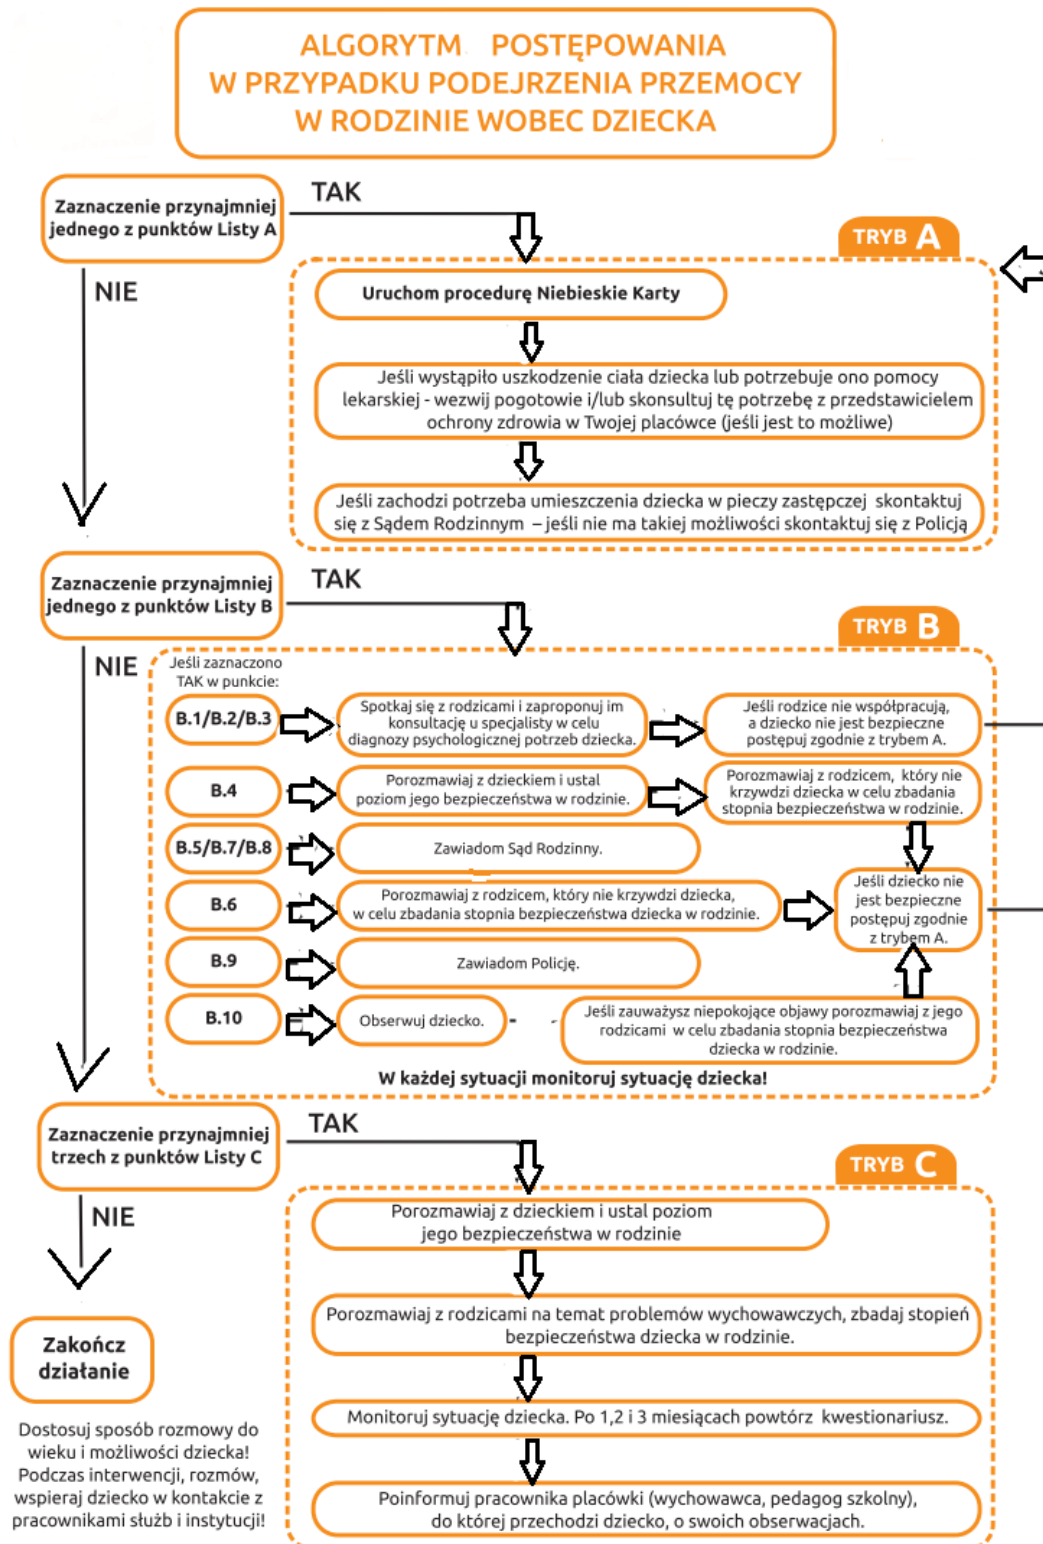 ALGORYTM POSTĘPOWANIA
W PRZYPADKU PODEJRZENIA PRZEMOCY
W RODZINIE WOBEC DZIECKA
Zaznaczenie przynajmniej
jednego z punktów Listy A
TAK
NIE
TRYB A
Uruchom procedurę Niebieskie Karty
Jeśli wystąpiło uszkodzenie ciała dziecka lub potrzebuje ono pomocy
lekarskiej - wezwij pogotowie i/lub skonsultuj tę potrzebę z przedstawicielem
ochrony zdrowia w Twojej placówce (jeśli jest to możliwe)
Jeśli zachodzi potrzeba umieszczenia dziecka w pieczy zastępczej skontaktuj
się z Sądem Rodzinnym – jeśli nie ma takiej możliwości skontaktuj się z Policją
Zaznaczenie przynajmniej
jednego z punktów Listy B
TAK
NIE
TRYB B
Jeśli zaznaczono
TAK w punkcie:
B.1/B.2/B.3
Spotkaj się z rodzicami i zaproponuj im
konsultację u specjalisty w celu
diagnozy psychologicznej potrzeb dziecka.
Jeśli rodzice nie współpracują,
a dziecko nie jest bezpieczne
postępuj zgodnie z trybem A.
B.4
Porozmawiaj z dzieckiem i ustal
poziom jego bezpieczeństwa w rodzinie.
Porozmawiaj z rodzicem, który nie
krzywdzi dziecka w celu zbadania
stopnia bezpieczeństwa w rodzinie.
B.5/B.7/B.8
Zawiadom Sąd Rodzinny.
B.6
Porozmawiaj z rodzicem, który nie krzywdzi dziecka,
w celu zbadania stopnia bezpieczeństwa dziecka w rodzinie.
Jeśli dziecko nie
jest bezpieczne
postępuj zgodnie
z trybem A.
B.9
Zawiadom Policję.
B.10
Obserwuj dziecko.
Jeśli zauważysz niepokojące objawy porozmawiaj z jego
rodzicami w celu zbadania stopnia bezpieczeństwa
dziecka w rodzinie.
W każdej sytuacji monitoruj sytuację dziecka!
Zaznaczenie przynajmniej
trzech z punktów Listy C
TAK
NIE
TRYB C
Porozmawiaj z dzieckiem i ustal poziom
jego bezpieczeństwa w rodzinie
Porozmawiaj z rodzicami na temat problemów wychowawczych, zbadaj stopień
bezpieczeństwa dziecka w rodzinie.
Monitoruj sytuację dziecka. Po 1,2 i 3 miesiącach powtórz kwestionariusz.
Poinformuj pracownika placówki (wychowawca, pedagog szkolny),
do której przechodzi dziecko, o swoich obserwacjach.
Zakończ
działanie
Dostosuj sposób rozmowy do
wieku i możliwości dziecka!
Podczas interwencji, rozmów,
wspieraj dziecko w kontakcie z
pracownikami służb i instytucji!